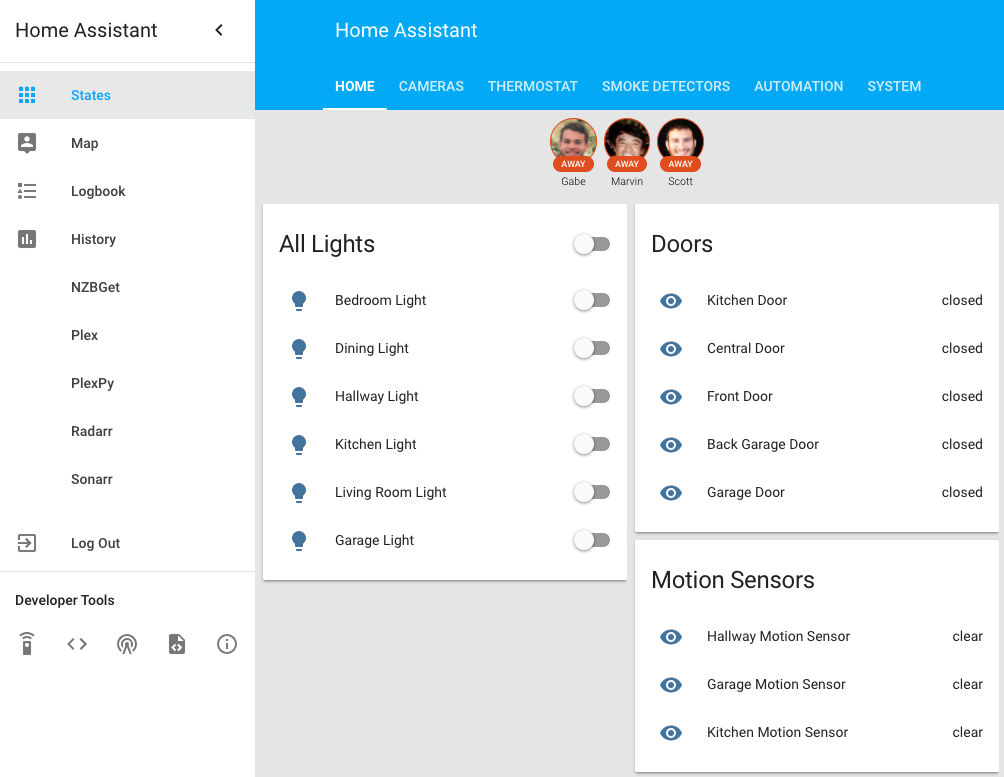 Home Assistant
States
Map
Logbook
History
NZBGet
Plex
PlexPy
Radarr
Sonarr
Log Out
Developer Tools
Home Assistant
HOME CAMERAS THERMOSTAT SMOKE DETECTORS AUTOMATION SYSTEM
AWAY AWAY AWAY
Gabe Marvin Scott
All Lights
Bedroom Light
Dining Light
Hallway Light
Kitchen Light
Living Room Light
Garage Light
Doors
Kitchen Door closed
Central Door closed
Front Door closed
Back Garage Door closed
Garage Door closed
Motion Sensors
Hallway Motion Sensor clear
Garage Motion Sensor clear
Kitchen Motion Sensor clear